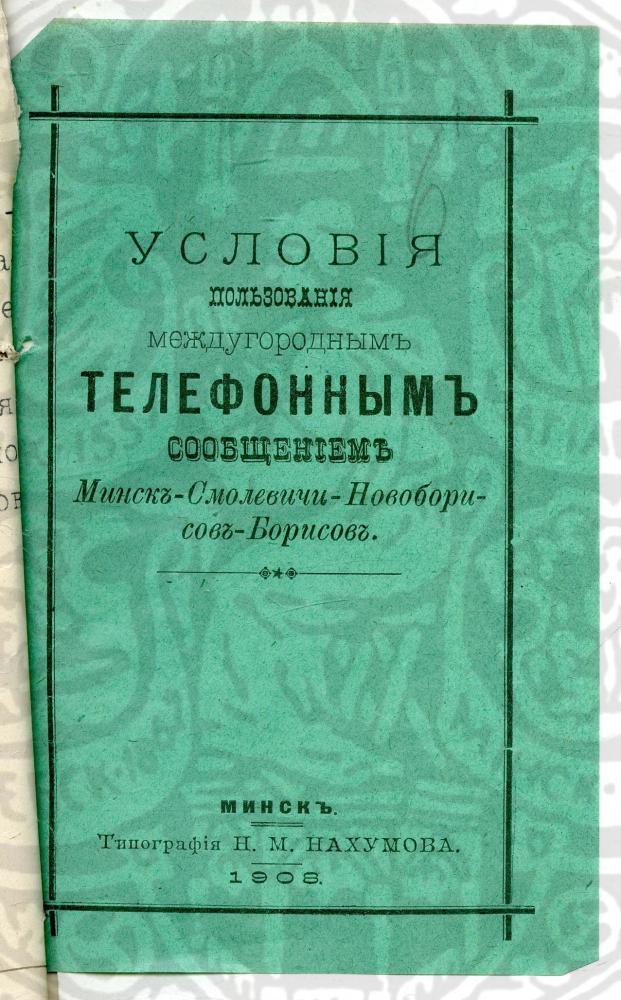 УСЛОВІЯ
ПОЛЬЗОВАНІЯ
междугороднымъ
ТЕЛЕФОННЫМЪ
СООБЩЕНІЕМЪ
Минскъ-Смолевичи-Новобори-
совъ-Борисовъ.
МИНСКЪ.
Типографія Н. М. НАХУМОВА.
1908.